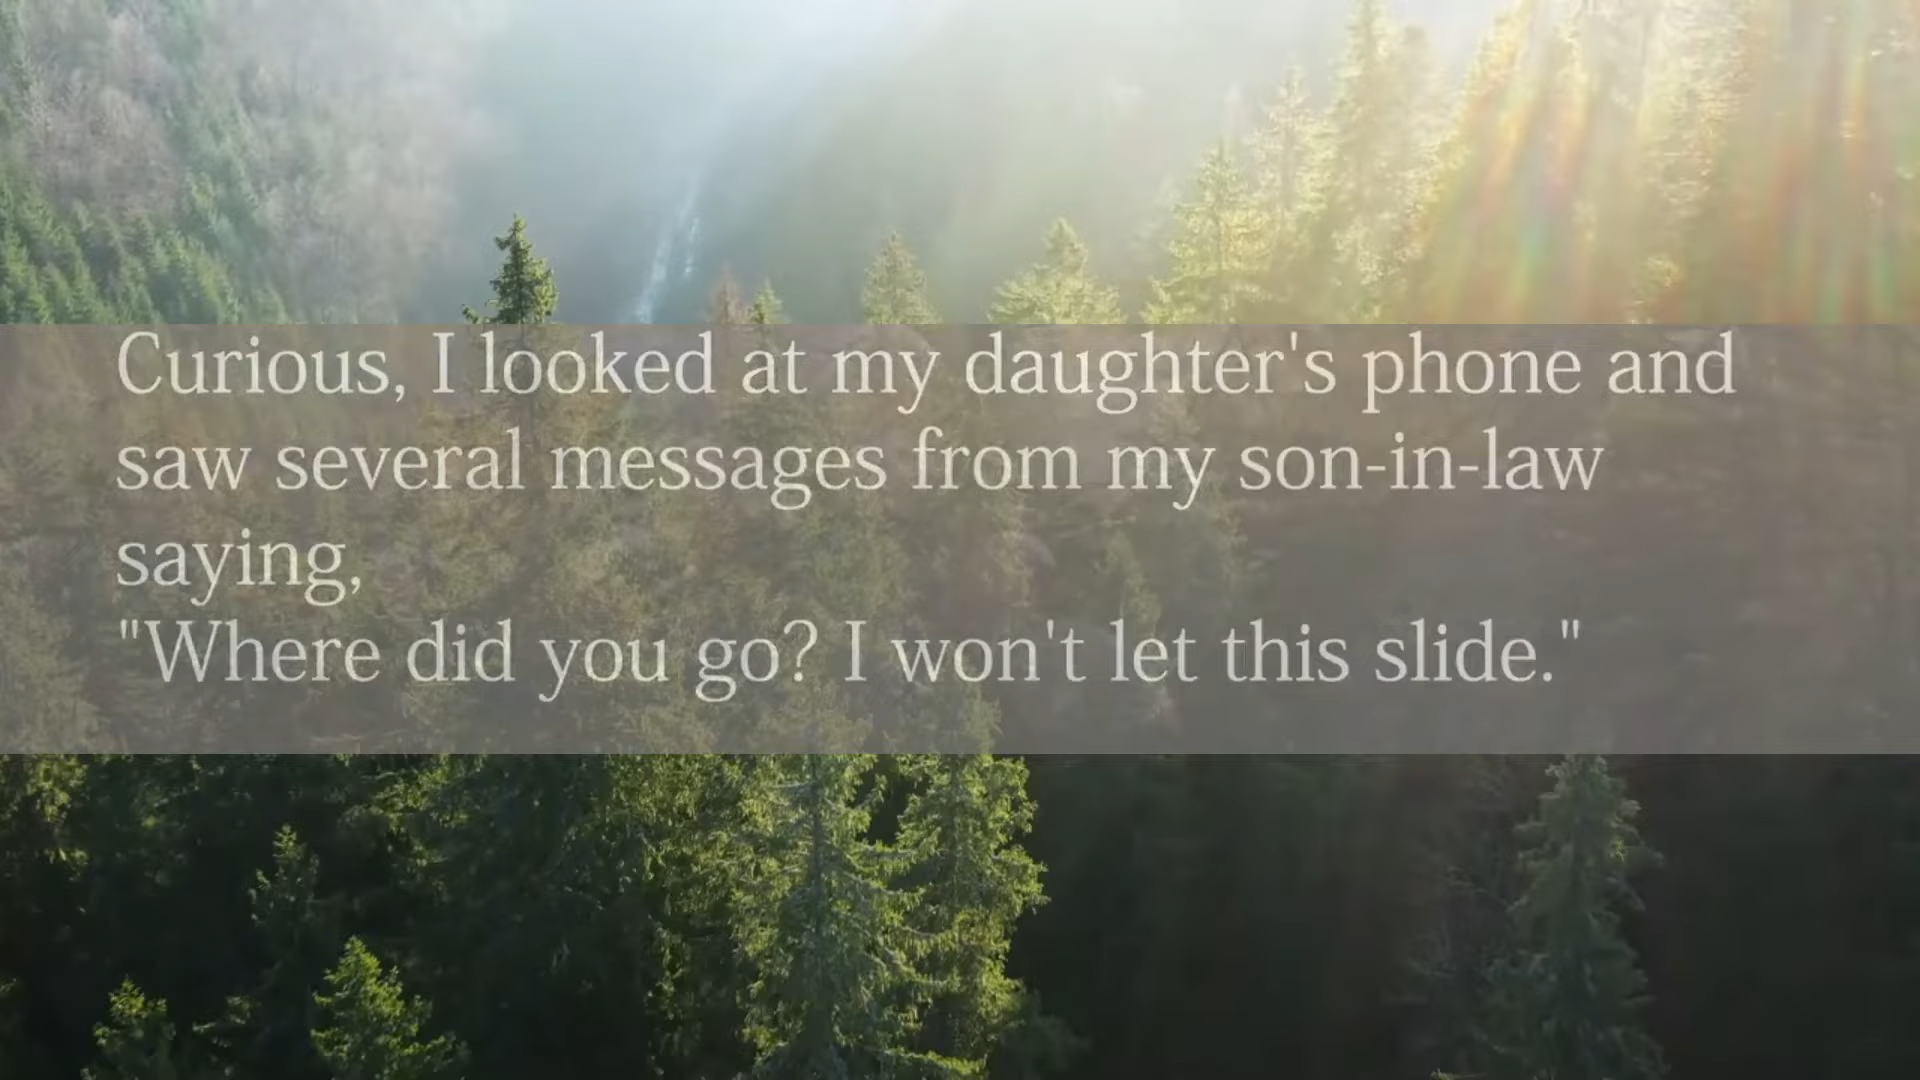 Curious, I looked at my daughter's phone and
saw several messages from my son-in-law
saying,
"Where did you go? I won't let this slide."